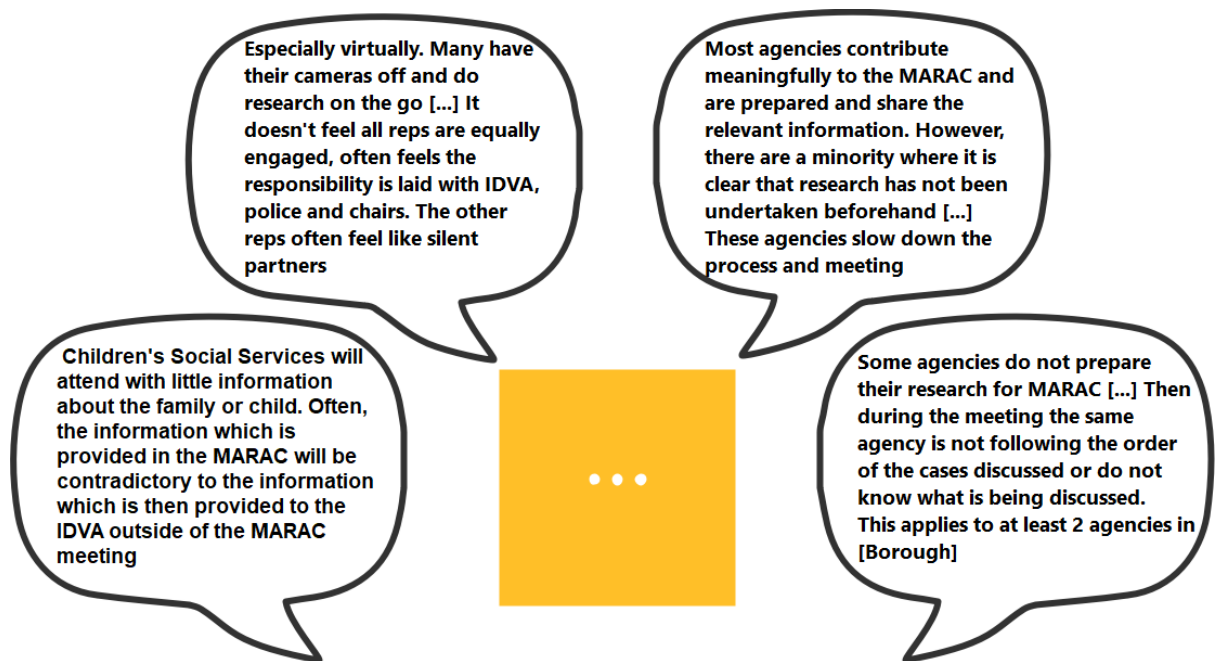 Especially virtually. Many have
their cameras off and do
research on the go [...] It
doesn't feel all reps are equally
engaged, often feels the
responsibility is laid with IDVA,
police and chairs. The other
reps often feel like silent
partners
Most agencies contribute
meaningfully to the MARAC and
are prepared and share the
relevant information. However,
there are a minority where it is
clear that research has not been
undertaken beforehand [...]
These agencies slow down the
process and meeting
Children's Social Services will
attend with little information
about the family or child. Often,
the information which is
provided in the MARAC will be
contradictory to the information
which is then provided to the
IDVA outside of the MARAC
meeting
Some agencies do not prepare
their research for MARAC [...] Then
during the meeting the same
agency is not following the order
of the cases discussed or do not
know what is being discussed.
This applies to at least 2 agencies in
[Borough]